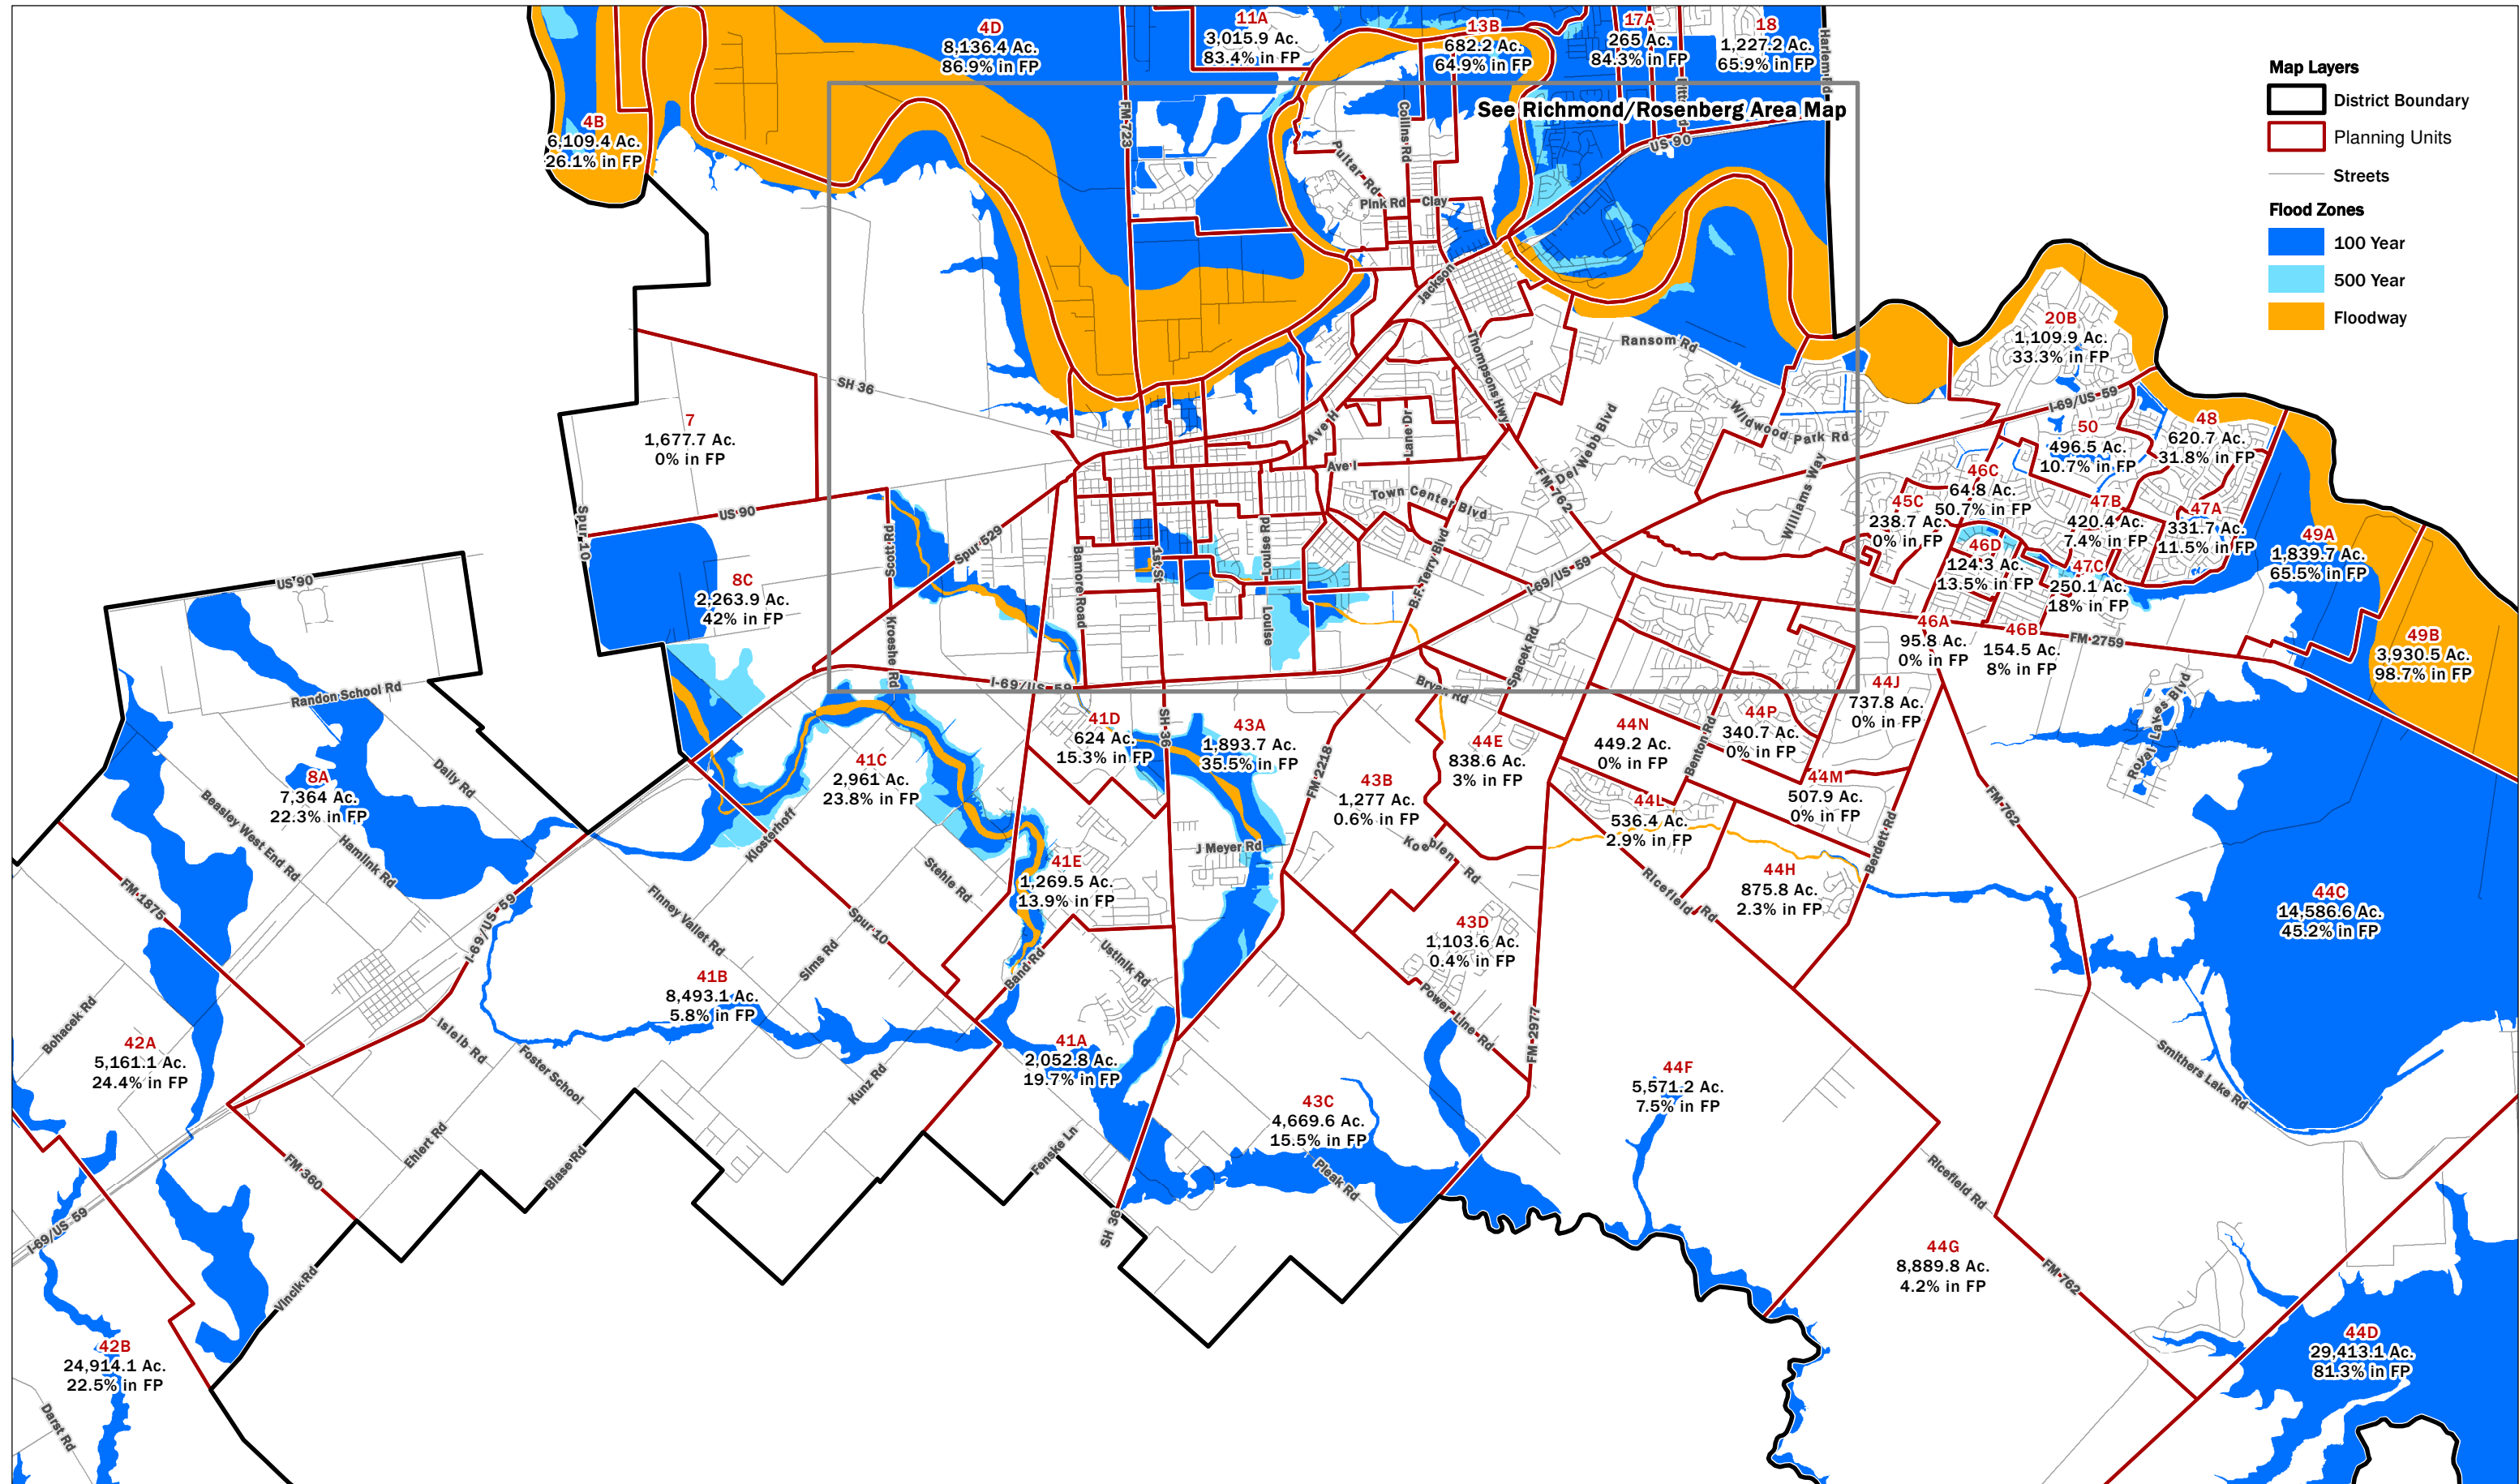 4D
8,136.4 Ac.
86.9% in FP
11A
3,015.9 Ac.
83.4% in FP
13B
682.2 Ac.
64.9% in FP
17A
265 Ac.
84.3% in FP
18
1,227.2 Ac.
65.9% in FP
Map Layers
District Boundary
Planning Units
Streets
Flood Zones
100 Year
500 Year
Floodway
See Richmond/Rosenberg Area Map
4B
6,109.4 Ac.
26.1% in FP
FM 723
Collins Rd
US 90
Pultar Rd
Pink Rd
Clay
Jackson
Thompsons Hwy
Ransom Rd
20B
1,109.9 Ac.
33.3% in FP
SH 36
7
1,677.7 Ac.
0% in FP
Ave H
Lane Dr
Del Webb Blvd
Wildwood Park Rd
I-69/US 59
50
496.5 Ac.
10.7% in FP
48
620.7 Ac.
31.8% in FP
Ave I
Town Center Blvd
FM 762
Williams Way
46C
64.8 Ac.
50.7% in FP
45C
238.7 Ac.
0% in FP
47B
420.4 Ac.
7.4% in FP
47A
331.7 Ac.
11.5% in FP
49A
1,839.7 Ac.
65.5% in FP
US 90
Spur 10
Scott Rd
Spur 529
Bamore Road
1st St
Louise Rd
Louise
B.F. Terry Blvd
I-69/US 59
46D
124.3 Ac.
13.5% in FP
47C
250.1 Ac.
18% in FP
8C
2,263.9 Ac.
42% in FP
US 90
Kroeshe Rd
46A
95.8 Ac.
0% in FP
46B
154.5 Ac.
8% in FP
FM 2759
49B
3,930.5 Ac.
98.7% in FP
Randon School Rd
I-69/US 59
Bryan Rd
Spacek Rd
44J
737.8 Ac.
0% in FP
Royal Lakes Blvd
41D
624 Ac.
15.3% in FP
SH 36
43A
1,893.7 Ac.
35.5% in FP
FM 2218
44E
838.6 Ac.
3% in FP
44N
449.2 Ac.
0% in FP
Benton Rd
44P
340.7 Ac.
0% in FP
8A
7,364 Ac.
22.3% in FP
Daily Rd
41C
2,961 Ac.
23.8% in FP
43B
1,277 Ac.
0.6% in FP
44M
507.9 Ac.
0% in FP
FM 762
Beasley West End Rd
Hamlink Rd
Klosterhoff
44L
536.4 Ac.
2.9% in FP
Berdett Rd
J Meyer Rd
Koeblen Rd
41E
1,269.5 Ac.
13.9% in FP
Stehle Rd
FM 1875
I-69/US 59
Finney Vallet Rd
Spur 10
Ricefield Rd
44H
875.8 Ac.
2.3% in FP
44C
14,586.6 Ac.
45.2% in FP
43D
1,103.6 Ac.
0.4% in FP
Sims Rd
Band Rd
Ustinik Rd
41B
8,493.1 Ac.
5.8% in FP
Power Line Rd
FM 2977
Bohacek Rd
Isleib Rd
Foster School
42A
5,161.1 Ac.
24.4% in FP
Kunz Rd
41A
2,052.8 Ac.
19.7% in FP
43C
4,669.6 Ac.
15.5% in FP
44F
5,571.2 Ac.
7.5% in FP
Smithers Lake Rd
FM 360
Ehlert Rd
Blase Rd
Fenske Ln
Pleak Rd
Ricefield Rd
SH 36
I-69/US 59
Vincik Rd
44G
8,889.8 Ac.
4.2% in FP
FM 762
42B
24,914.1 Ac.
22.5% in FP
44D
29,413.1 Ac.
81.3% in FP
Darst Rd